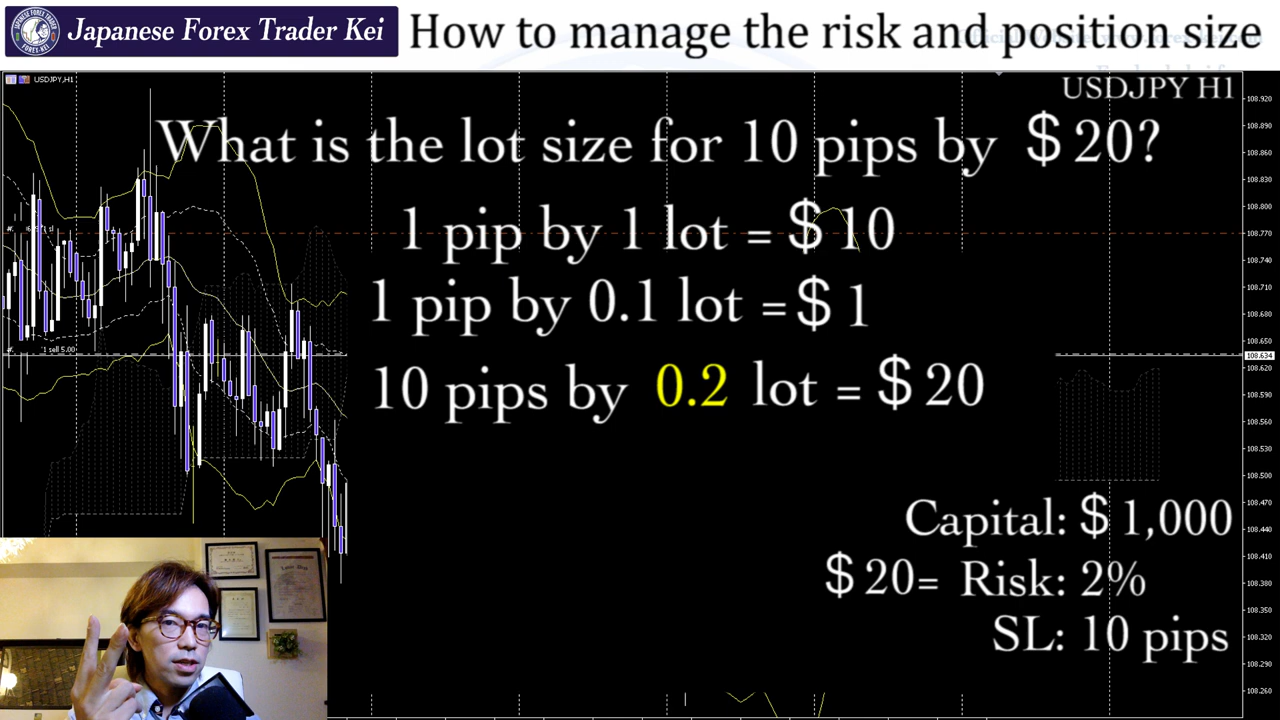 Japanese Forex Trader Kei
How to manage the risk and position size
USDJPY,H1
USDJPY H1
What is the lot size for 10 pips by $ 20?
1 pip by 1 lot = $ 10
1 pip by 0.1 lot = $ 1
10 pips by 0.2 lot = $ 20
Capital: $ 1,000
$ 20= Risk: 2%
SL: 10 pips
108.920
108.890
108.860
108.830
108.800
108.770
108.740
108.710
108.680
108.650
108.634
108.620
108.590
108.560
108.530
108.500
108.470
108.440
108.410
108.380
108.350
108.320
108.290
108.260